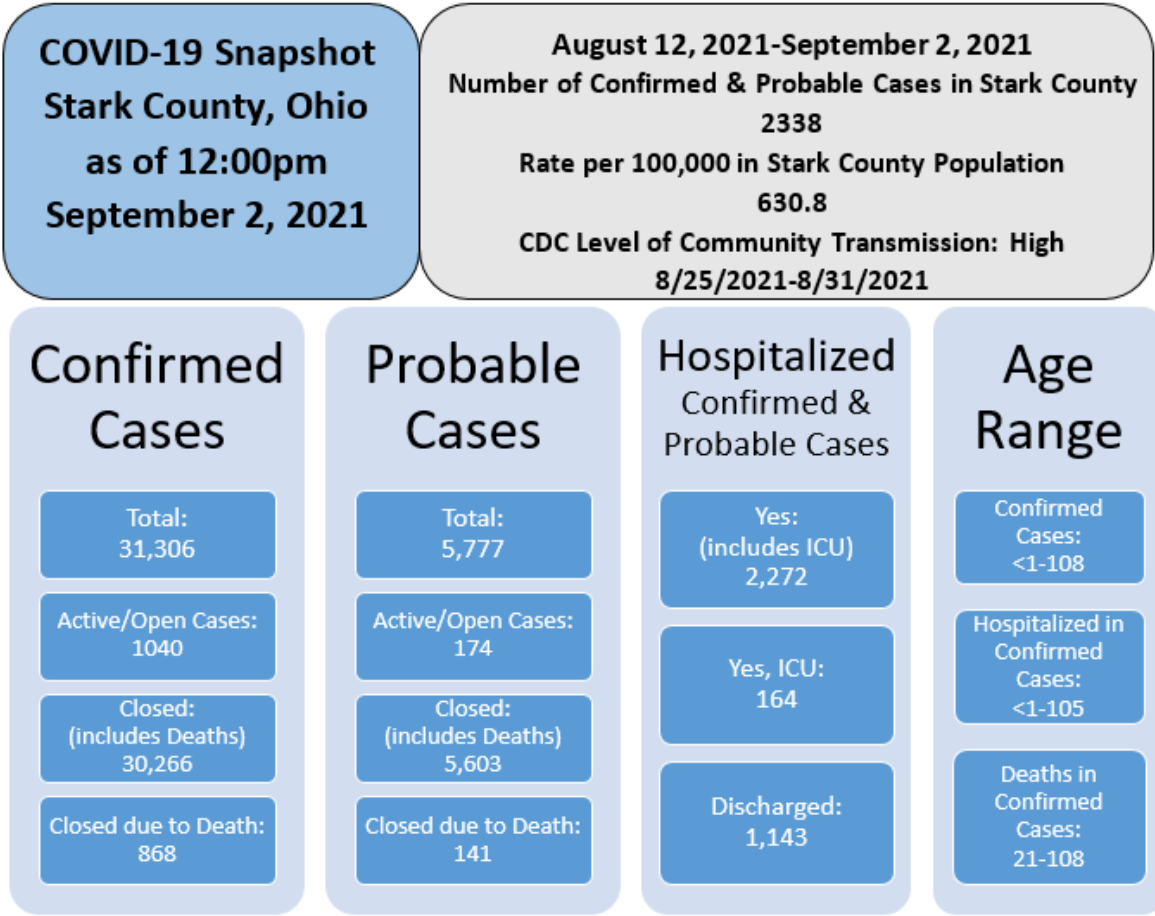 COVID-19 Snapshot
Stark County, Ohio
as of 12:00pm
September 2, 2021
August 12, 2021-September 2, 2021
Number of Confirmed & Probable Cases in Stark County
2338
Rate per 100,000 in Stark County Population
630.8
CDC Level of Community Transmission: High
8/25/2021-8/31/2021
Confirmed
Cases
Total:
31,306
Active/Open Cases:
1040
Closed:
(includes Deaths)
30,266
Closed due to Death:
868
Probable
Cases
Total:
5,777
Active/Open Cases:
174
Closed:
(includes Deaths)
5,603
Closed due to Death:
141
Hospitalized
Confirmed &
Probable Cases
Yes:
(includes ICU)
2,272
Yes, ICU:
164
Discharged:
1,143
Age
Range
Confirmed
Cases:
<1-108
Hospitalized in
Confirmed
Cases:
<1-105
Deaths in
Confirmed
Cases:
21-108